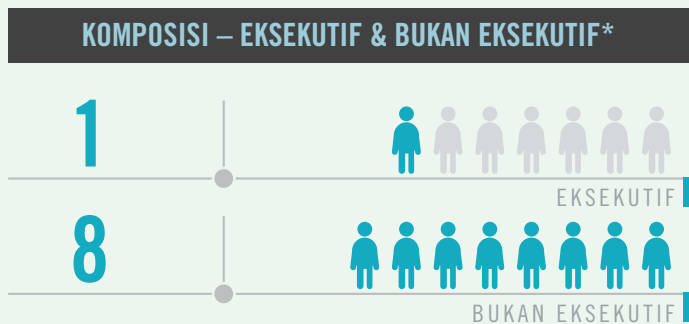 KOMPOSISI – EKSEKUTIF & BUKAN EKSEKUTIF*
1
EKSEKUTIF
8
BUKAN EKSEKUTIF